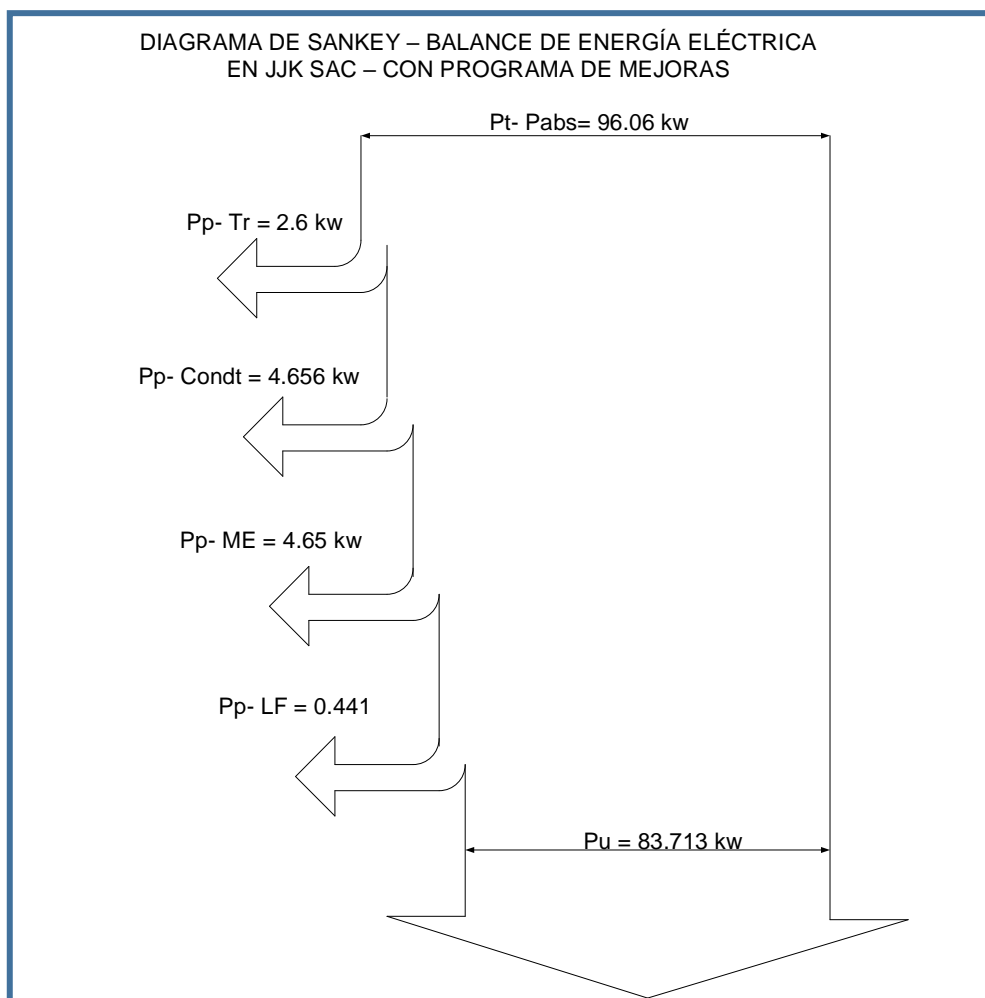 DIAGRAMA DE SANKEY – BALANCE DE ENERGÍA ELÉCTRICA
EN JJK SAC – CON PROGRAMA DE MEJORAS
Pt- Pabs= 96.06 kw
Pp- Tr = 2.6 kw
Pp- Condt = 4.656 kw
Pp- ME = 4.65 kw
Pp- LF = 0.441
Pu = 83.713 kw